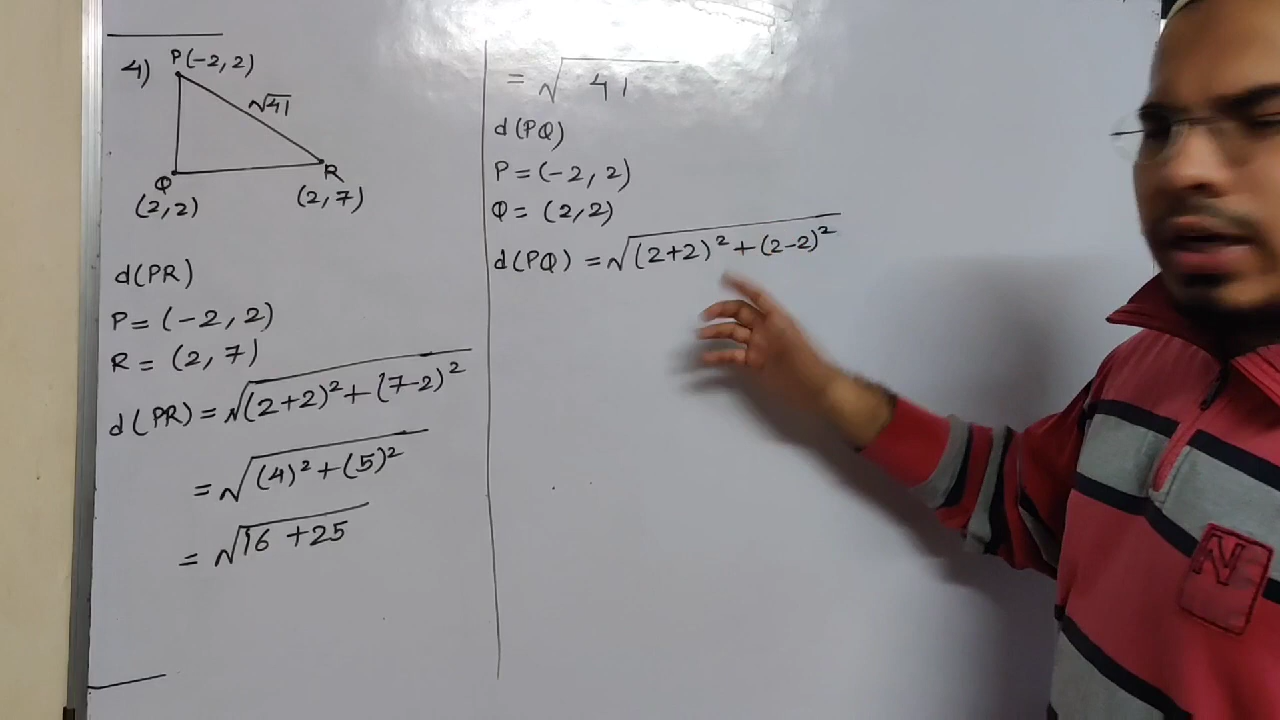 4) P(-2,2)
√41
Q
R
(2,2)
(2,7)
d(PR)
P = (-2, 2)
R = (2, 7)
d(PR) = √(2+2)² + (7-2)²
= √(4)² + (5)²
= √16 + 25
= √41
d(PQ)
P = (-2, 2)
Q = (2,2)
d(PQ) = √(2+2)² + (2-2)²
N